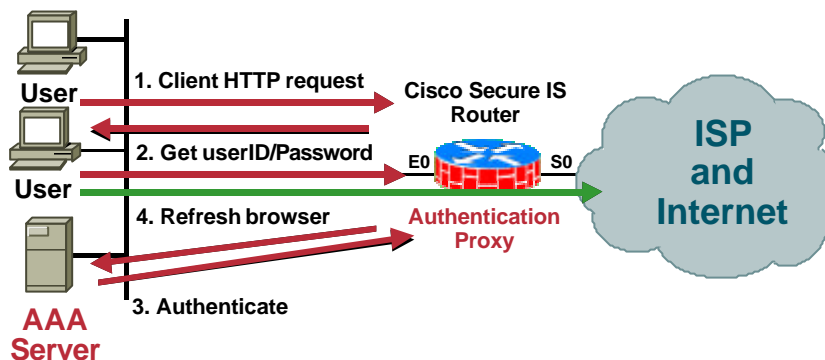 1. Client HTTP request
User
Cisco Secure IS
Router
2. Get userID/Password
E0
S0
User
ISP
and
Internet
4. Refresh browser
Authentication
Proxy
3. Authenticate
AAA
Server